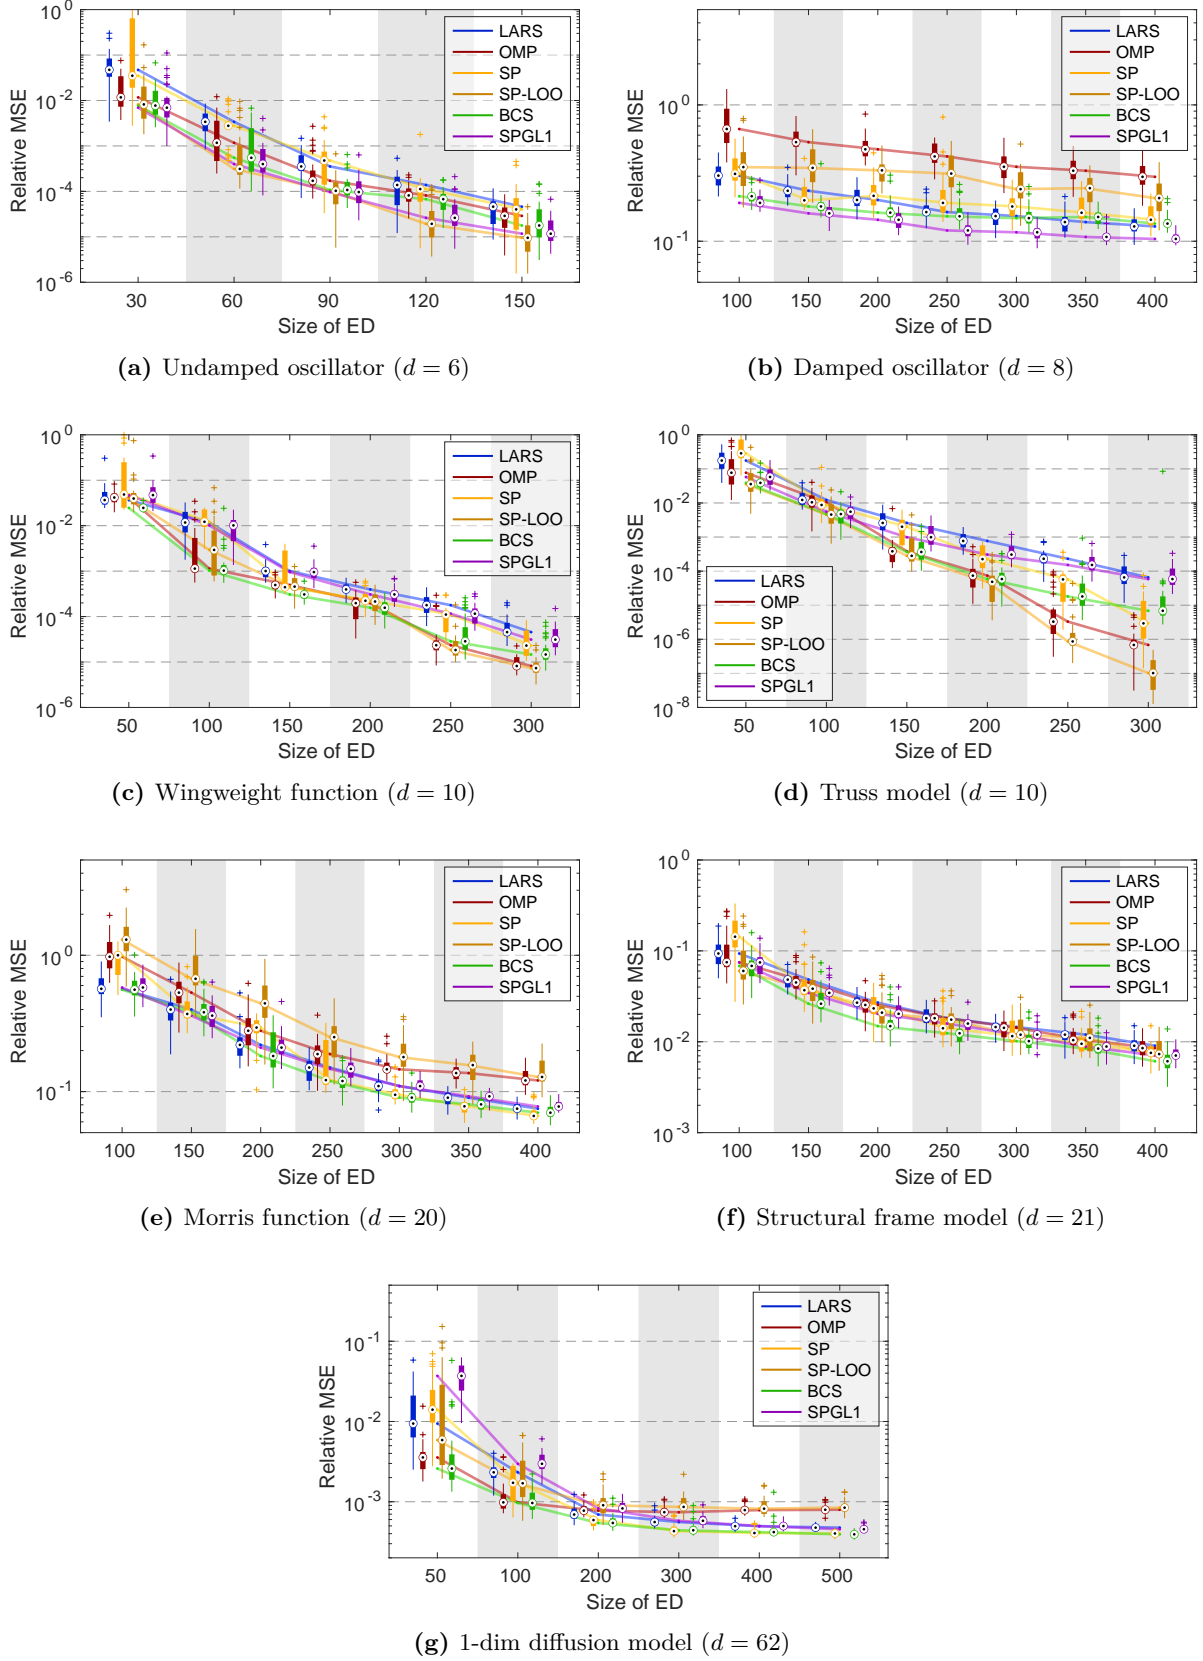 10^0
10^-2
10^-4
10^-6
Relative MSE
30 60 90 120 150
Size of ED
LARS
OMP
SP
SP-LOO
BCS
SPGL1
(a) Undamped oscillator (d = 6)
10^0
10^-1
Relative MSE
100 150 200 250 300 350 400
Size of ED
LARS
OMP
SP
SP-LOO
BCS
SPGL1
(b) Damped oscillator (d = 8)
10^0
10^-2
10^-4
10^-6
Relative MSE
50 100 150 200 250 300
Size of ED
LARS
OMP
SP
SP-LOO
BCS
SPGL1
(c) Wingweight function (d = 10)
10^0
10^-2
10^-4
10^-6
10^-8
Relative MSE
50 100 150 200 250 300
Size of ED
LARS
OMP
SP
SP-LOO
BCS
SPGL1
(d) Truss model (d = 10)
10^0
10^-1
Relative MSE
100 150 200 250 300 350 400
Size of ED
LARS
OMP
SP
SP-LOO
BCS
SPGL1
(e) Morris function (d = 20)
10^0
10^-1
10^-2
10^-3
Relative MSE
100 150 200 250 300 350 400
Size of ED
LARS
OMP
SP
SP-LOO
BCS
SPGL1
(f) Structural frame model (d = 21)
10^-1
10^-2
10^-3
Relative MSE
50 100 200 300 400 500
Size of ED
LARS
OMP
SP
SP-LOO
BCS
SPGL1
(g) 1-dim diffusion model (d = 62)